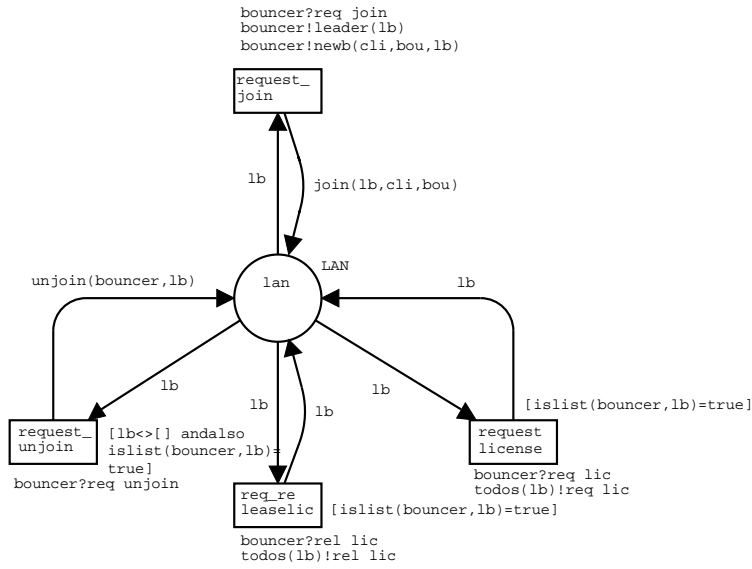 bouncer?req join
bouncer!leader(lb)
bouncer!newb(cli,bou,lb)
request_
join
lb
join(lb,cli,bou)
LAN
unjoin(bouncer,lb)
lan
lb
lb
lb
lb
lb
[islist(bouncer,lb)=true]
request_
unjoin
[lb<>[] andalso
islist(bouncer,lb)=
true]
bouncer?req unjoin
request
license
bouncer?req lic
todos(lb)!req lic
req_re
leaselic
[islist(bouncer,lb)=true]
bouncer?rel lic
todos(lb)!rel lic